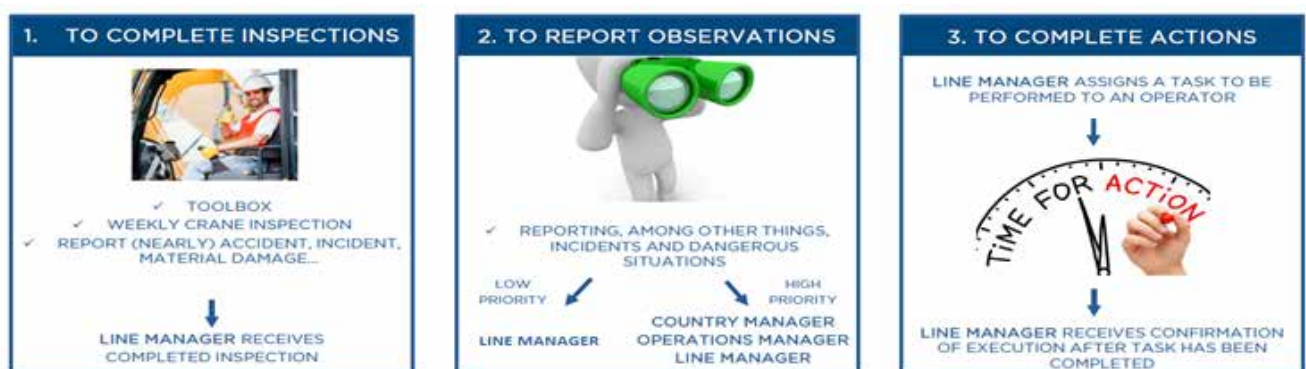 1. TO COMPLETE INSPECTIONS
✓ TOOLBOX
✓ WEEKLY CRANE INSPECTION
✓ REPORT (NEARLY) ACCIDENT, INCIDENT,
MATERIAL DAMAGE...
LINE MANAGER RECEIVES
COMPLETED INSPECTION
2. TO REPORT OBSERVATIONS
✓ REPORTING, AMONG OTHER THINGS,
INCIDENTS AND DANGEROUS
SITUATIONS
LOW
PRIORITY
LINE MANAGER
HIGH
PRIORITY
COUNTRY MANAGER
OPERATIONS MANAGER
LINE MANAGER
3. TO COMPLETE ACTIONS
LINE MANAGER ASSIGNS A TASK TO BE
PERFORMED TO AN OPERATOR
TiME FOR ACTiON
LINE MANAGER RECEIVES CONFIRMATION
OF EXECUTION AFTER TASK HAS BEEN
COMPLETED